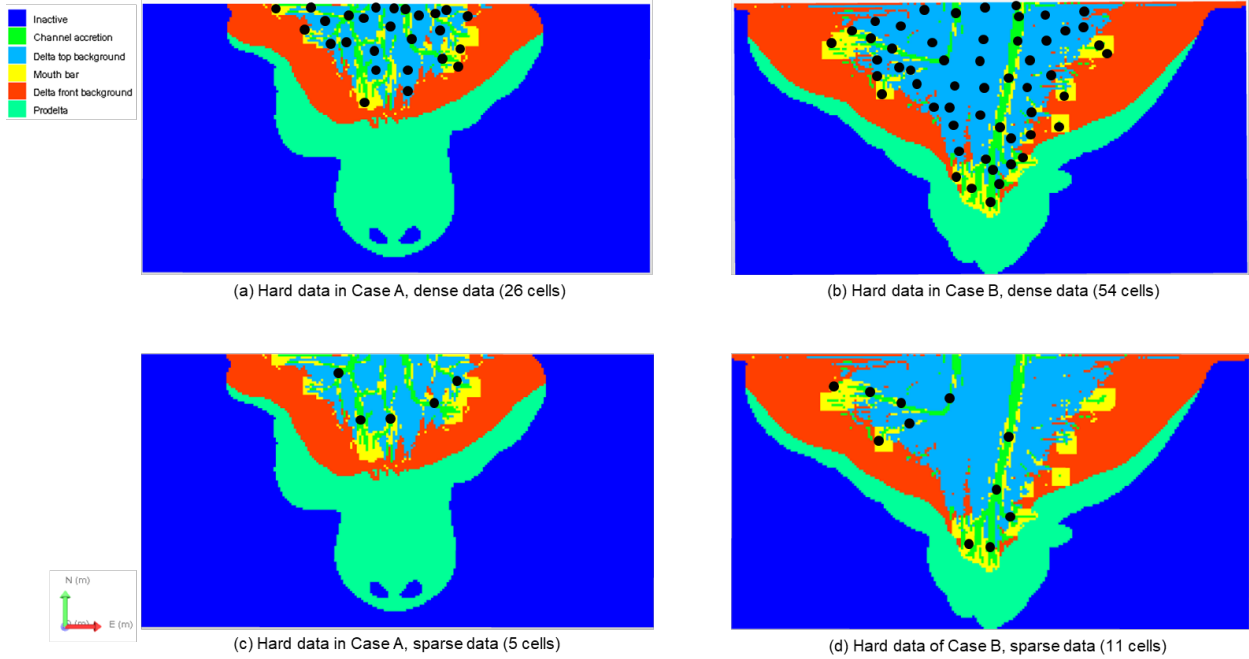 Inactive
Channel accretion
Delta top background
Mouth bar
Delta front background
Prodelta
(a) Hard data in Case A, dense data (26 cells)
(b) Hard data in Case B, dense data (54 cells)
N (m)
E (m)
(c) Hard data in Case A, sparse data (5 cells)
(d) Hard data of Case B, sparse data (11 cells)